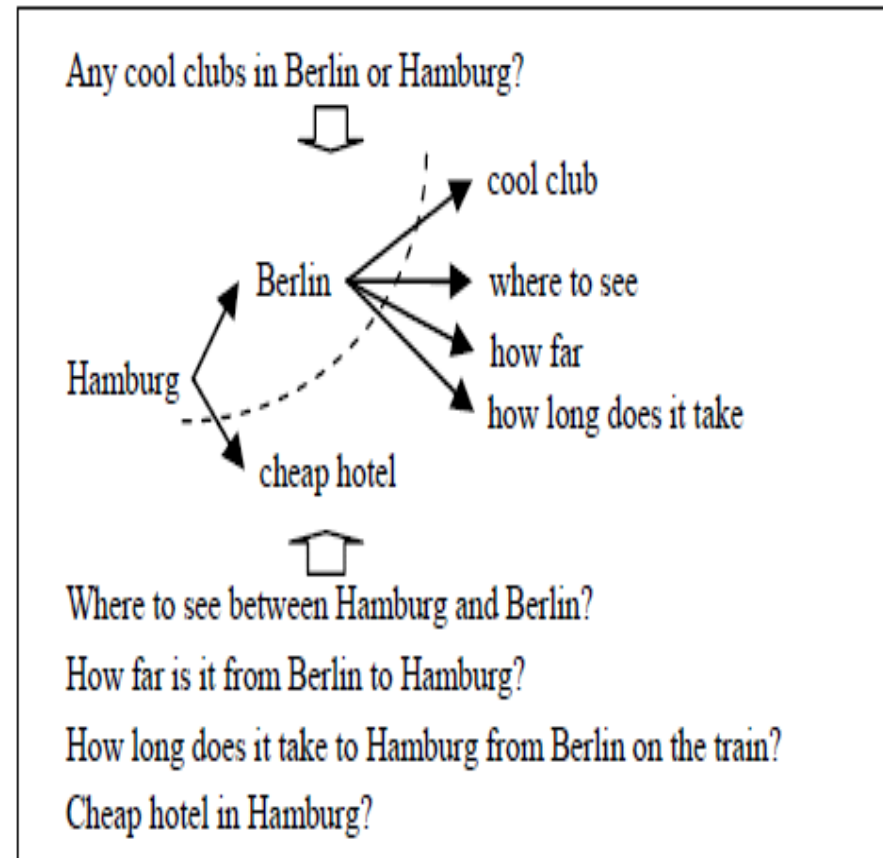 Any cool clubs in Berlin or Hamburg?
cool club
Berlin
where to see
how far
Hamburg
how long does it take
cheap hotel
Where to see between Hamburg and Berlin?
How far is it from Berlin to Hamburg?
How long does it take to Hamburg from Berlin on the train?
Cheap hotel in Hamburg?